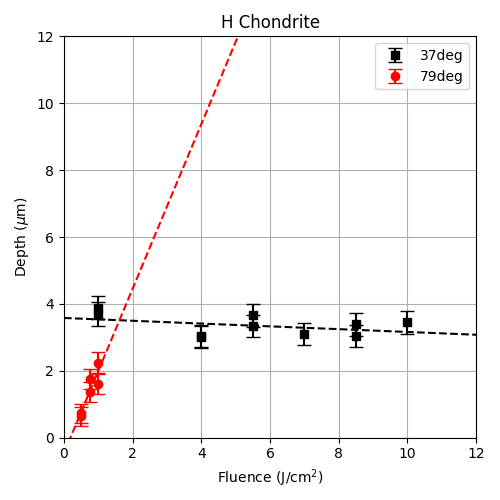 H Chondrite
37deg
79deg
Depth (μm)
12
10
8
6
4
2
0
0 2 4 6 8 10 12
Fluence (J/cm²)